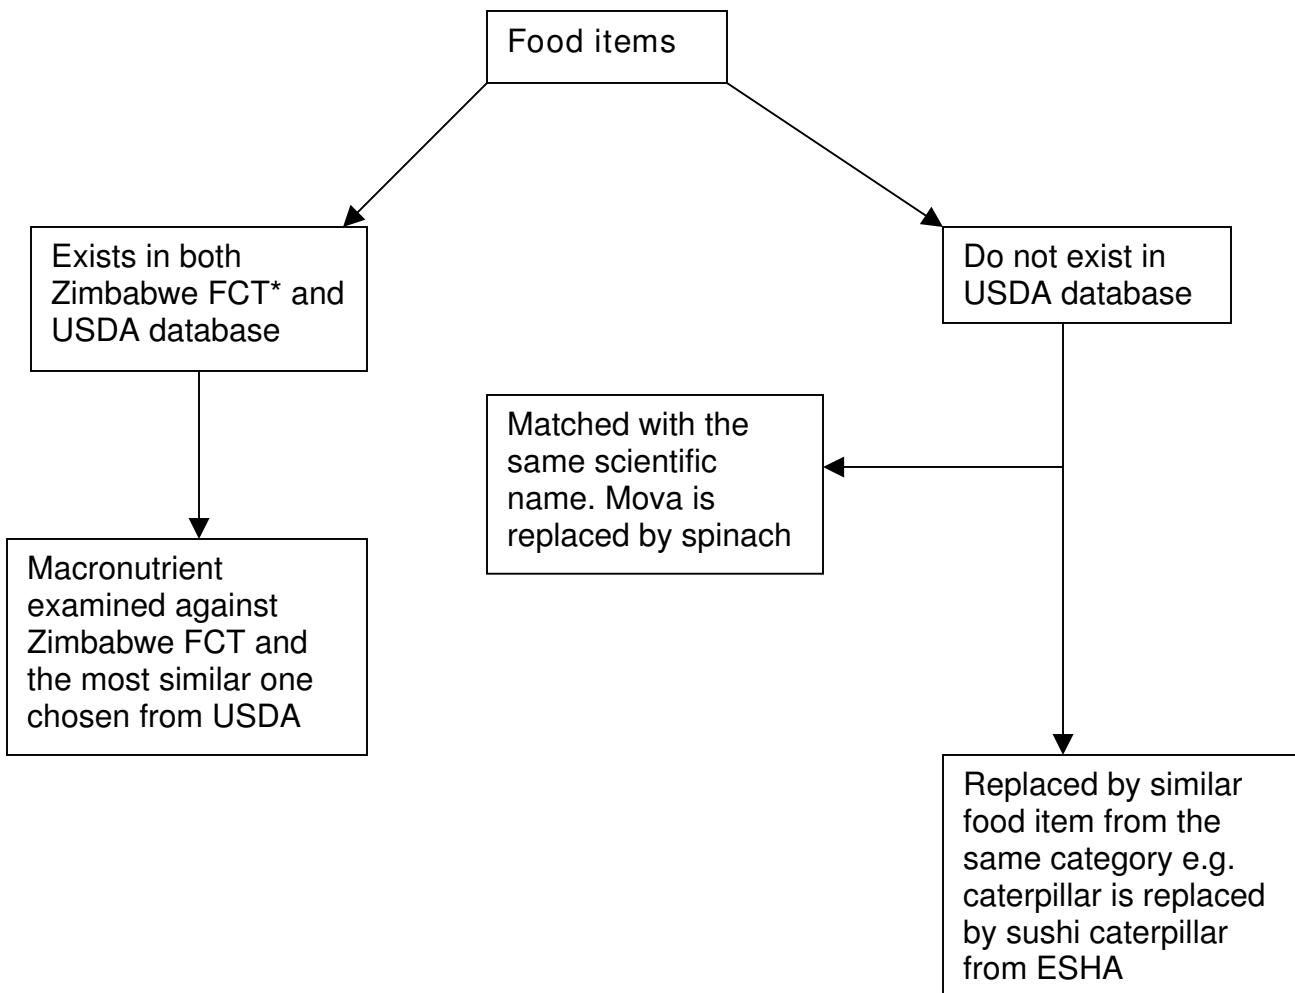 Food items
Exists in both
Zimbabwe FCT* and
USDA database
Do not exist in
USDA database
Matched with the
same scientific
name. Mova is
replaced by spinach
Macronutrient
examined against
Zimbabwe FCT and
the most similar one
chosen from USDA
Replaced by similar
food item from the
same category e.g.
caterpillar is replaced
by sushi caterpillar
from ESHA